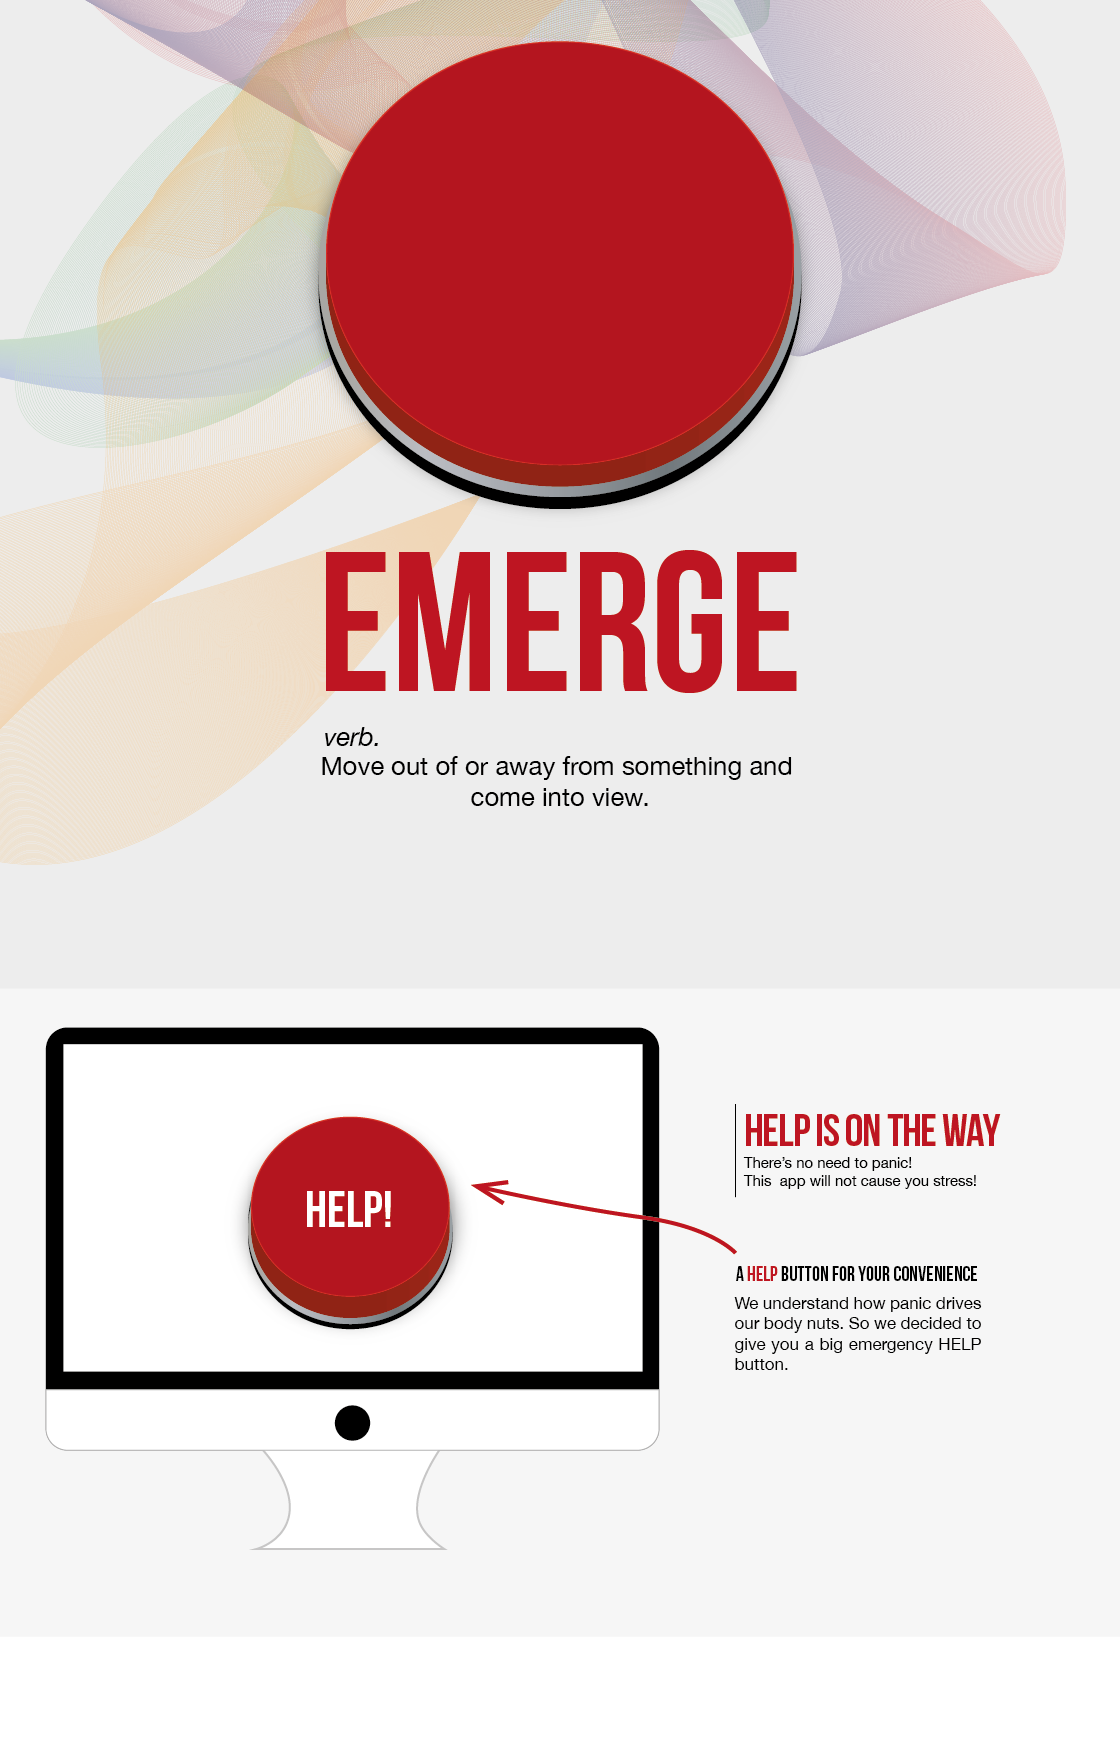 EMERGE
verb.
Move out of or away from something and
come into view.
HELP!
HELP IS ON THE WAY
There's no need to panic!
This  app will not cause you stress!
A HELP BUTTON FOR YOUR CONVENIENCE
We understand how panic drives
our body nuts. So we decided to
give you a big emergency HELP
button.